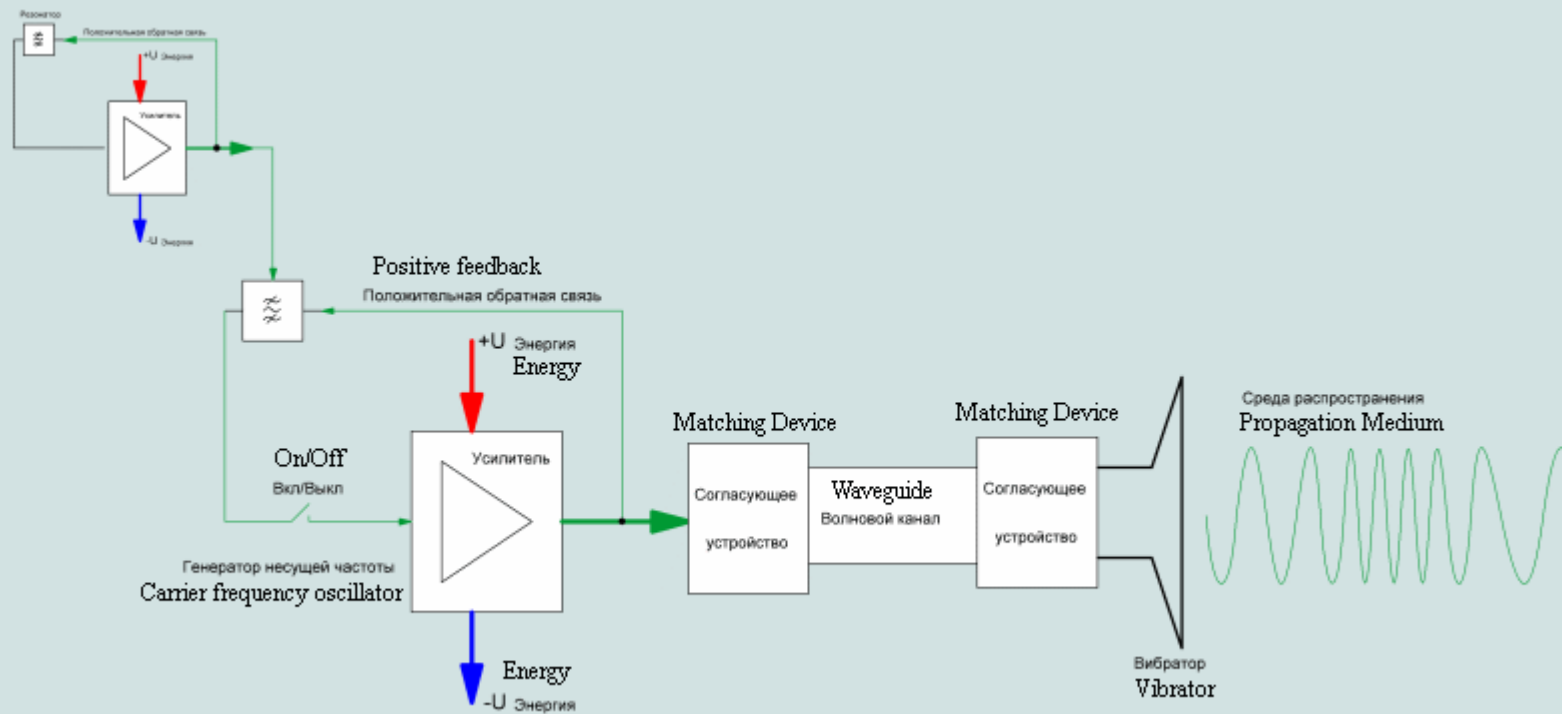 Резонатор
Положительная обратная связь
+U Энергия
Усилитель
-U Энергия
Positive feedback
Положительная обратная связь
+U Энергия
Energy
On/Off
Вкл/Выкл
Усилитель
Генератор несущей частоты
Carrier frequency oscillator
Energy
-U Энергия
Matching Device
Согласующее
устройство
Waveguide
Волновой канал
Matching Device
Согласующее
устройство
Среда распространения
Propagation Medium
Вибратор
Vibrator